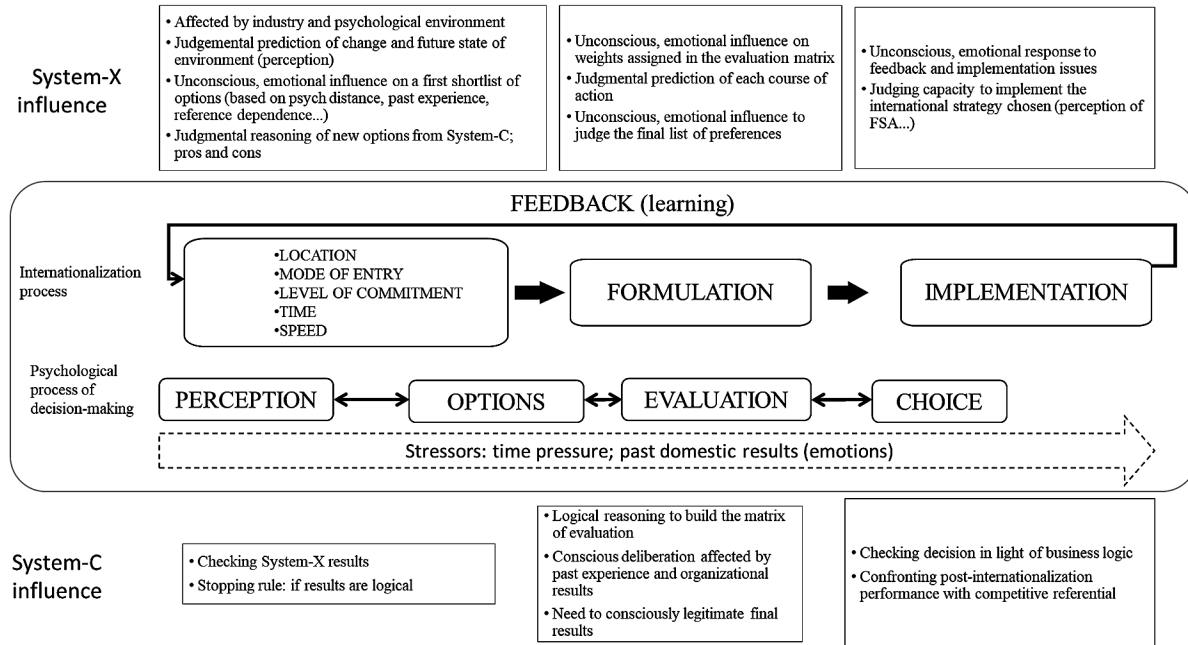 System-X
influence
• Affected by industry and psychological environment
• Judgemental prediction of change and future state of
environment (perception)
• Unconscious, emotional influence on a first shortlist of
options (based on psych distance, past experience,
reference dependence...)
• Judgmental reasoning of new options from System-C;
pros and cons
• Unconscious, emotional influence on
weights assigned in the evaluation matrix
• Judgmental prediction of each course of
action
• Unconscious, emotional influence to
judge the final list of preferences
• Unconscious, emotional response to
feedback and implementation issues
• Judging capacity to implement the
international strategy chosen (perception of
FSA...)
FEEDBACK (learning)
Internationalization
process
•LOCATION
•MODE OF ENTRY
•LEVEL OF COMMITMENT
•TIME
•SPEED
FORMULATION
IMPLEMENTATION
Psychological
process of
decision-making
PERCEPTION
OPTIONS
EVALUATION
CHOICE
Stressors: time pressure; past domestic results (emotions)
System-C
influence
• Checking System-X results
• Stopping rule: if results are logical
• Logical reasoning to build the matrix
of evaluation
• Conscious deliberation affected by
past experience and organizational
results
• Need to consciously legitimate final
results
• Checking decision in light of business logic
• Confronting post-internationalization
performance with competitive referential